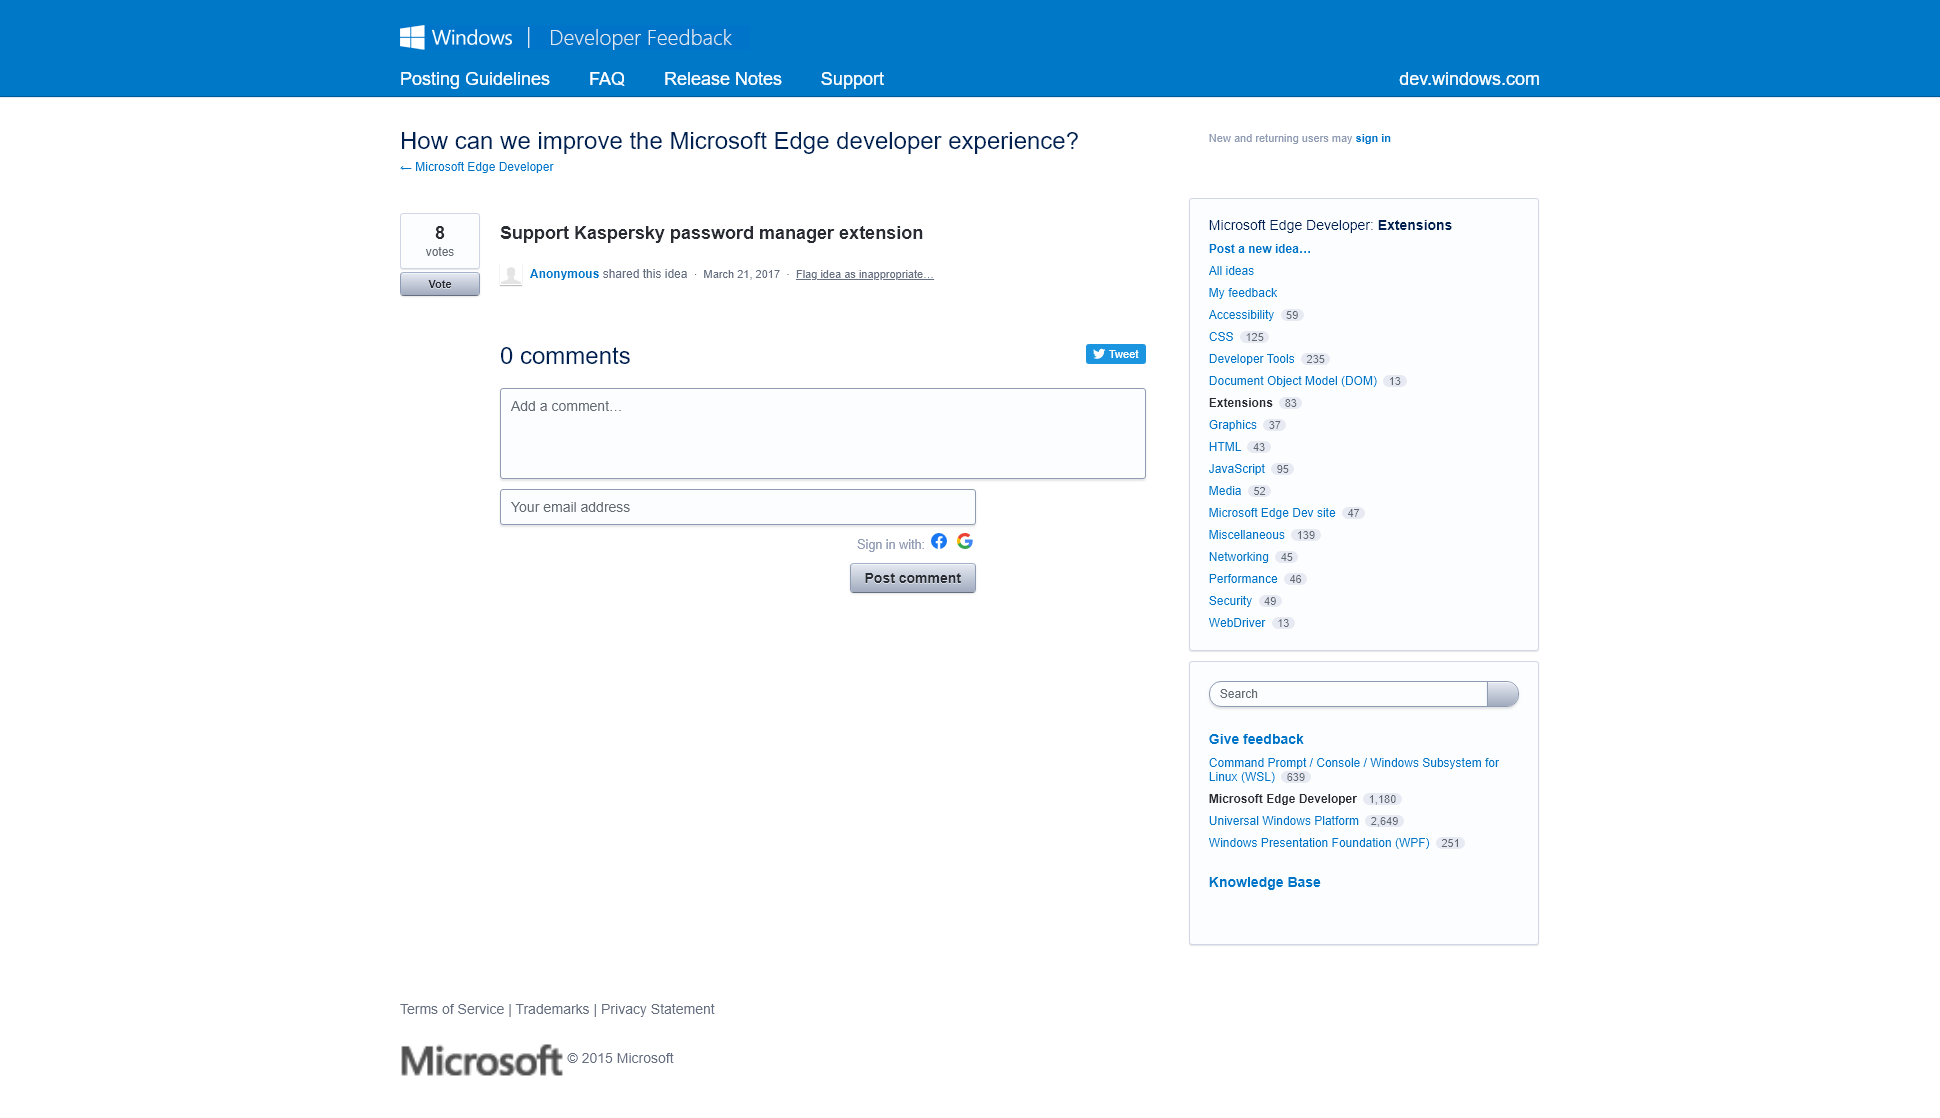 Windows | Developer Feedback
Posting Guidelines FAQ Release Notes Support dev.windows.com
How can we improve the Microsoft Edge developer experience?
← Microsoft Edge Developer
New and returning users may sign in
8
votes
Vote
Support Kaspersky password manager extension
Anonymous shared this idea · March 21, 2017 · Flag idea as inappropriate…
0 comments
Tweet
Add a comment…
Your email address
Sign in with:
Post comment
Microsoft Edge Developer: Extensions
Post a new idea…
All ideas
My feedback
Accessibility 59
CSS 125
Developer Tools 235
Document Object Model (DOM) 13
Extensions 83
Graphics 37
HTML 43
JavaScript 95
Media 52
Microsoft Edge Dev site 47
Miscellaneous 139
Networking 45
Performance 46
Security 49
WebDriver 13
Search
Give feedback
Command Prompt / Console / Windows Subsystem for
Linux (WSL) 639
Microsoft Edge Developer 1,180
Universal Windows Platform 2,649
Windows Presentation Foundation (WPF) 251
Knowledge Base
Terms of Service | Trademarks | Privacy Statement
Microsoft © 2015 Microsoft